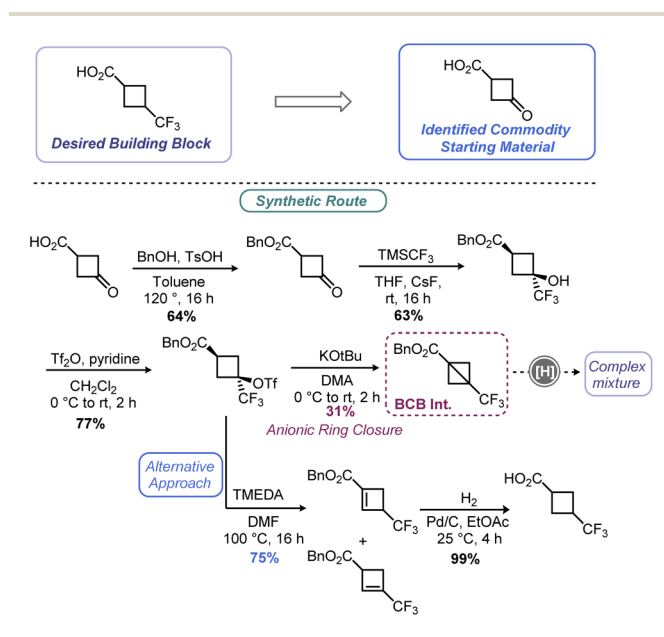 HO₂C
CF₃
Desired Building Block
HO₂C
O
Identified Commodity
Starting Material
Synthetic Route
HO₂C
O
BnOH, TsOH
Toluene
120 °, 16 h
64%
BnO₂C
O
TMSCF₃
THF, CsF,
rt, 16 h
63%
BnO₂C
OH
CF₃
Tf₂O, pyridine
CH₂Cl₂
0 °C to rt, 2 h
77%
BnO₂C
OTf
CF₃
KOtBu
DMA
0 °C to rt, 2 h
31%
Anionic Ring Closure
BnO₂C
CF₃
BCB Int.
[H]
Complex
mixture
Alternative
Approach
TMEDA
DMF
100 °C, 16 h
75%
BnO₂C
CF₃
+
BnO₂C
CF₃
H₂
Pd/C, EtOAc
25 °C, 4 h
99%
HO₂C
CF₃